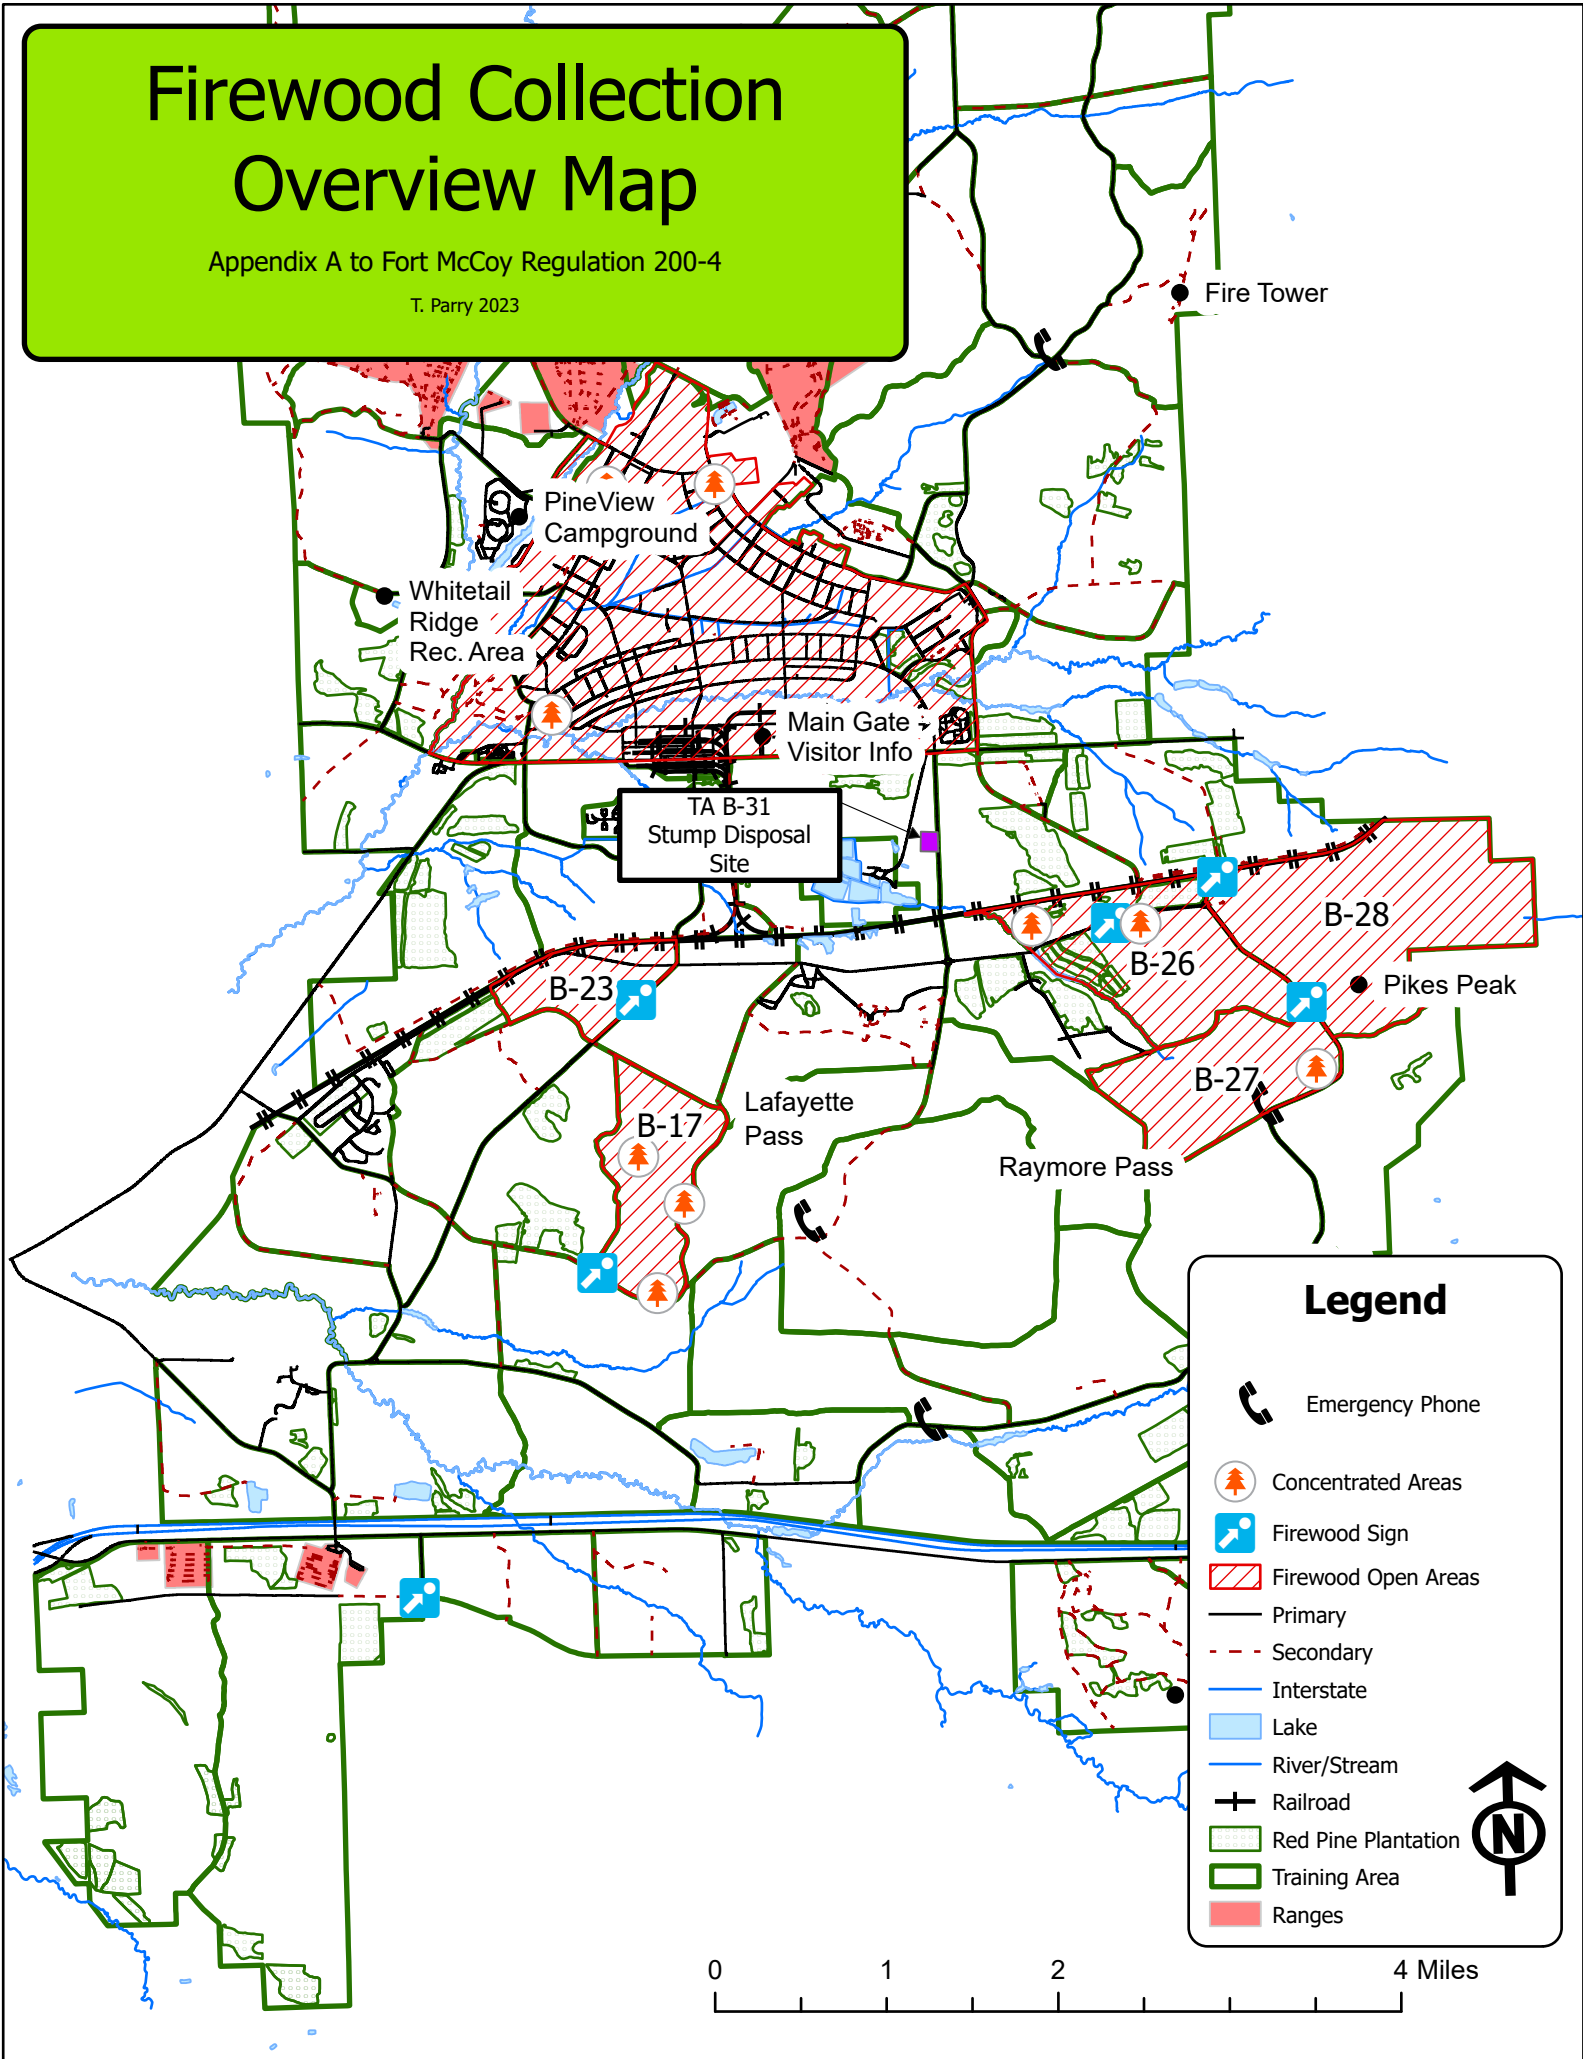 Firewood Collection
Overview Map
Appendix A to Fort McCoy Regulation 200-4
T. Parry 2023
Fire Tower
PineView
Campground
Whitetail
Ridge
Rec. Area
Main Gate
Visitor Info
TA B-31
Stump Disposal
Site
B-28
B-26
B-23
Pikes Peak
B-27
Lafayette
Pass
B-17
Raymore Pass
Legend
Emergency Phone
Concentrated Areas
Firewood Sign
Firewood Open Areas
Primary
Secondary
Interstate
Lake
River/Stream
Railroad
Red Pine Plantation
Training Area
Ranges
N
0 1 2 4 Miles